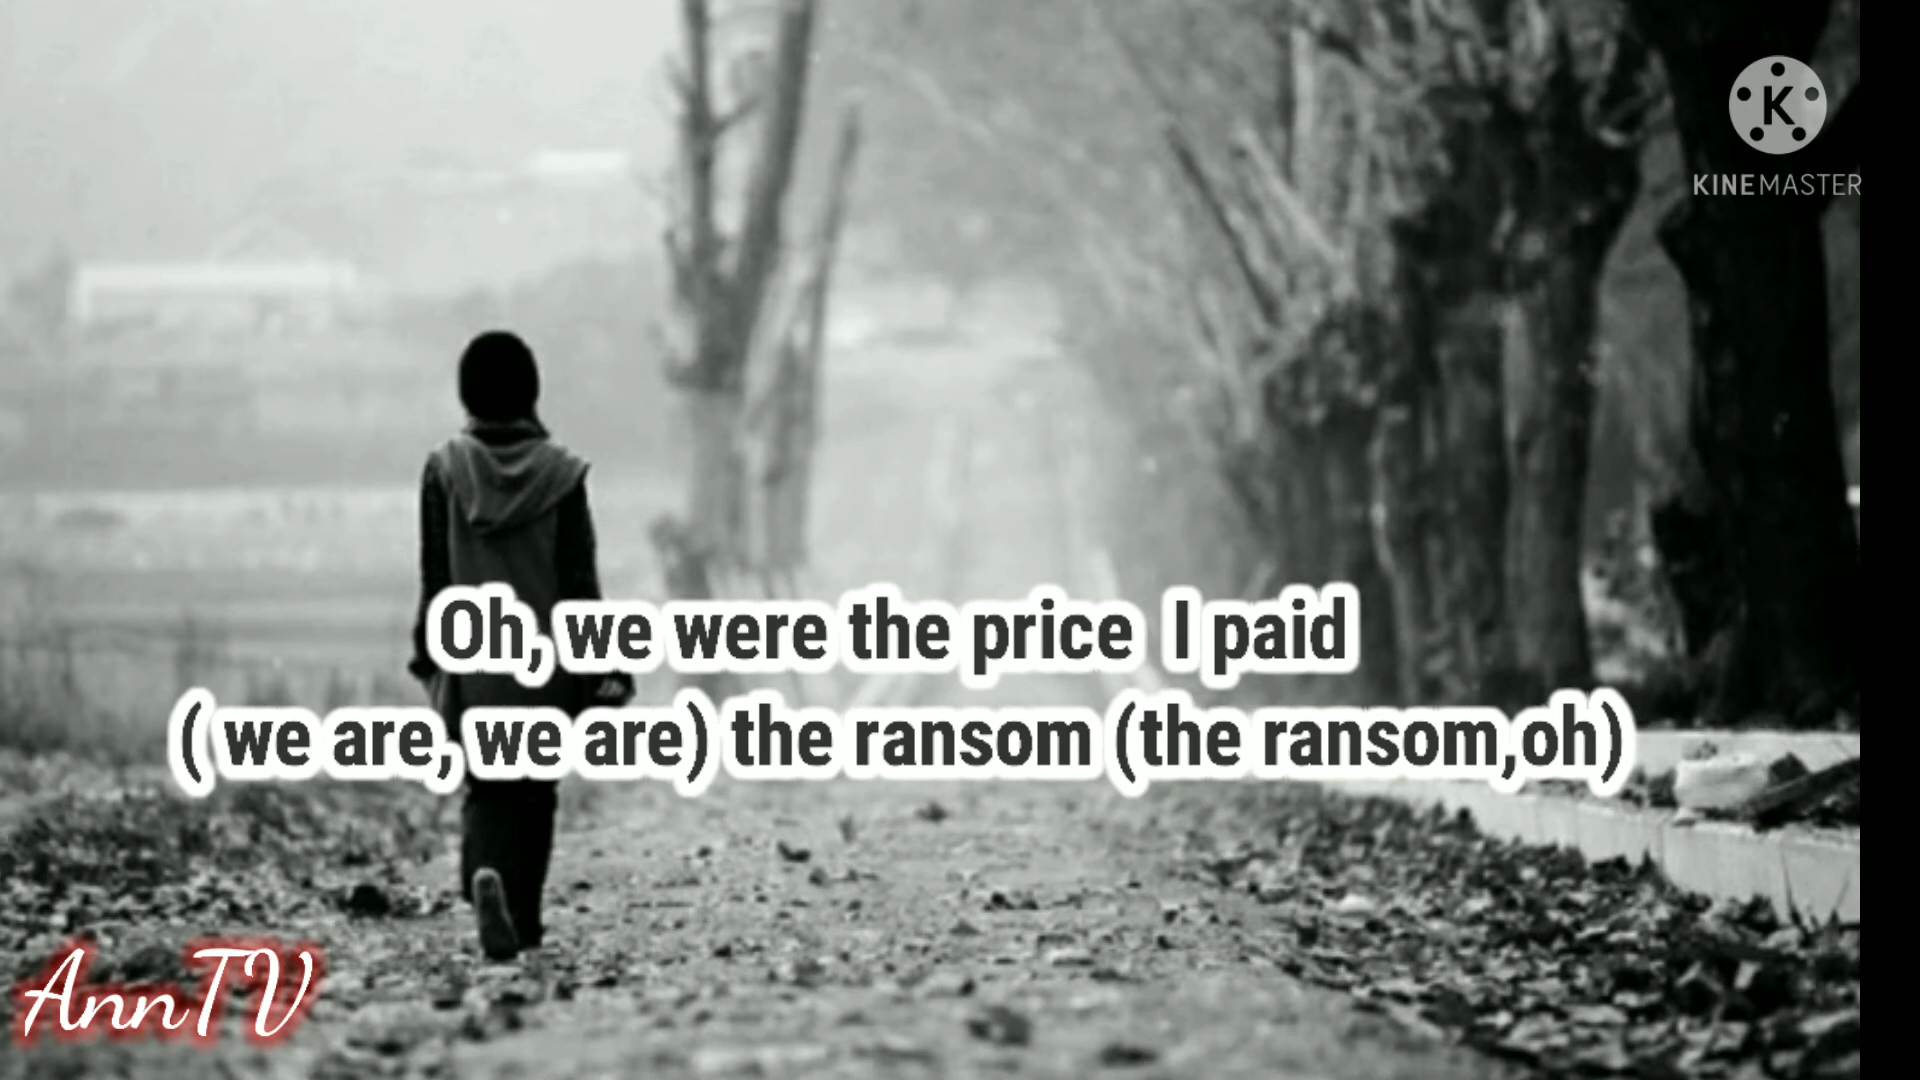 K
KINEMASTER
Oh, we were the price I paid
( we are, we are) the ransom (the ransom,oh)
AnnTV